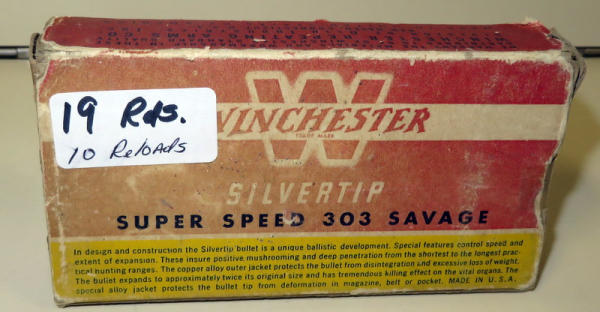 19 Rds.
10 Reloads
WINCHESTER
TRADE MARK
SILVERTIP
SUPER SPEED 303 SAVAGE
In design and construction the Silvertip bullet is a unique ballistic development. Special features control speed and
extent of expansion. These insure positive mushrooming and deep penetration from the shortest to the longest prac-
tical hunting ranges. The copper alloy outer jacket protects the bullet from disintegration and excessive loss of weight.
The bullet expands to approximately twice its original size and has tremendous killing effect on the vital organs. The
special alloy jacket protects the bullet tip from deformation in magazine, belt or pocket. MADE IN U.S.A.